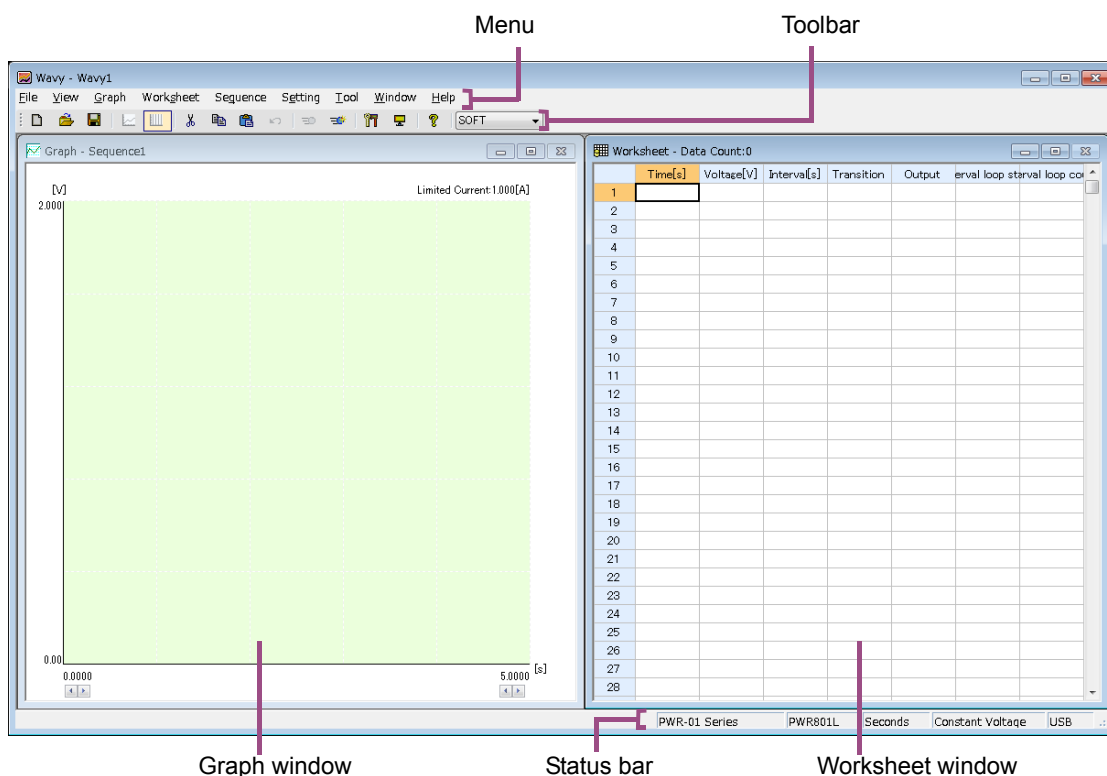 Menu Toolbar
Wavy - Wavy1
File View Graph Worksheet Sequence Setting Tool Window Help
SOFT
Graph - Sequence1
[V] Limited Current:1.000[A]
2.000
0.00
0.0000 5.0000 [s]
Worksheet - Data Count:0
Time[s] Voltage[V] Interval[s] Transition Output erval loop sta rval loop cou
1
2
3
4
5
6
7
8
9
10
11
12
13
14
15
16
17
18
19
20
21
22
23
24
25
26
27
28
PWR-01 Series PWR801L Seconds Constant Voltage USB
Graph window Status bar Worksheet window